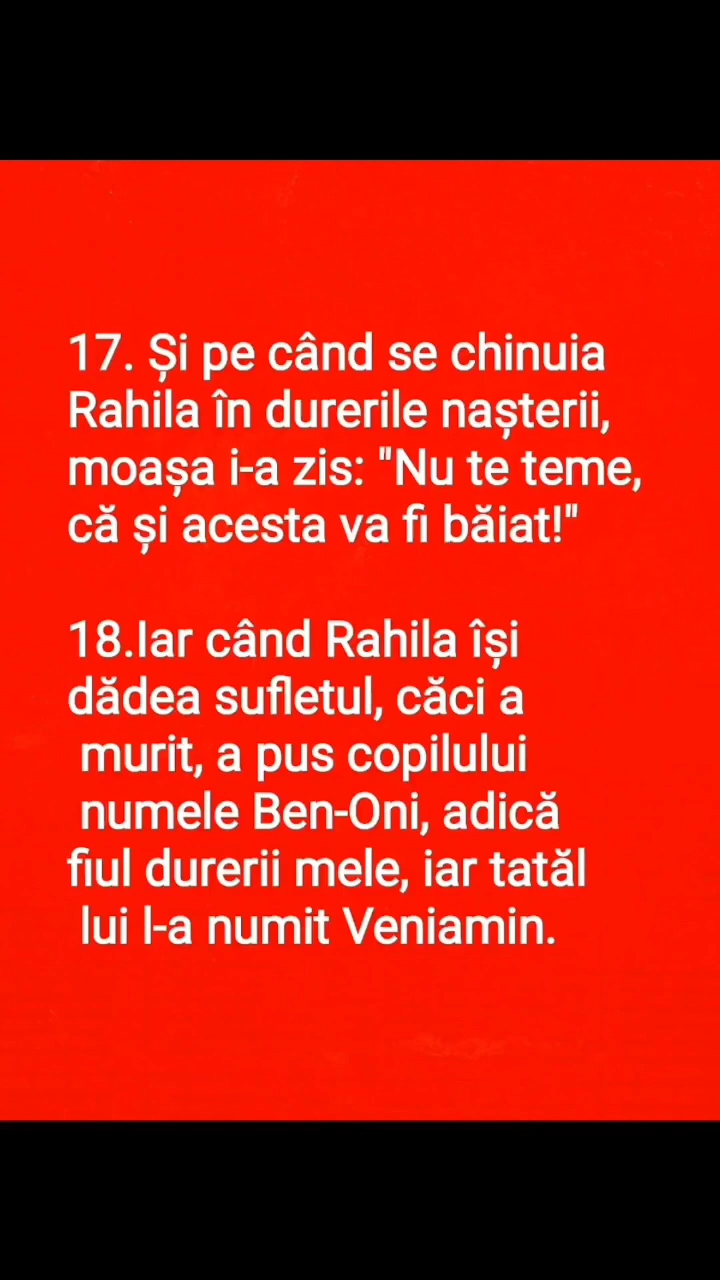 17. Și pe când se chinuia
Rahila în durerile nașterii,
moașa i-a zis: "Nu te teme,
că și acesta va fi băiat!"
18.Iar când Rahila își
dădea sufletul, căci a
murit, a pus copilului
numele Ben-Oni, adică
fiul durerii mele, iar tatăl
lui l-a numit Veniamin.